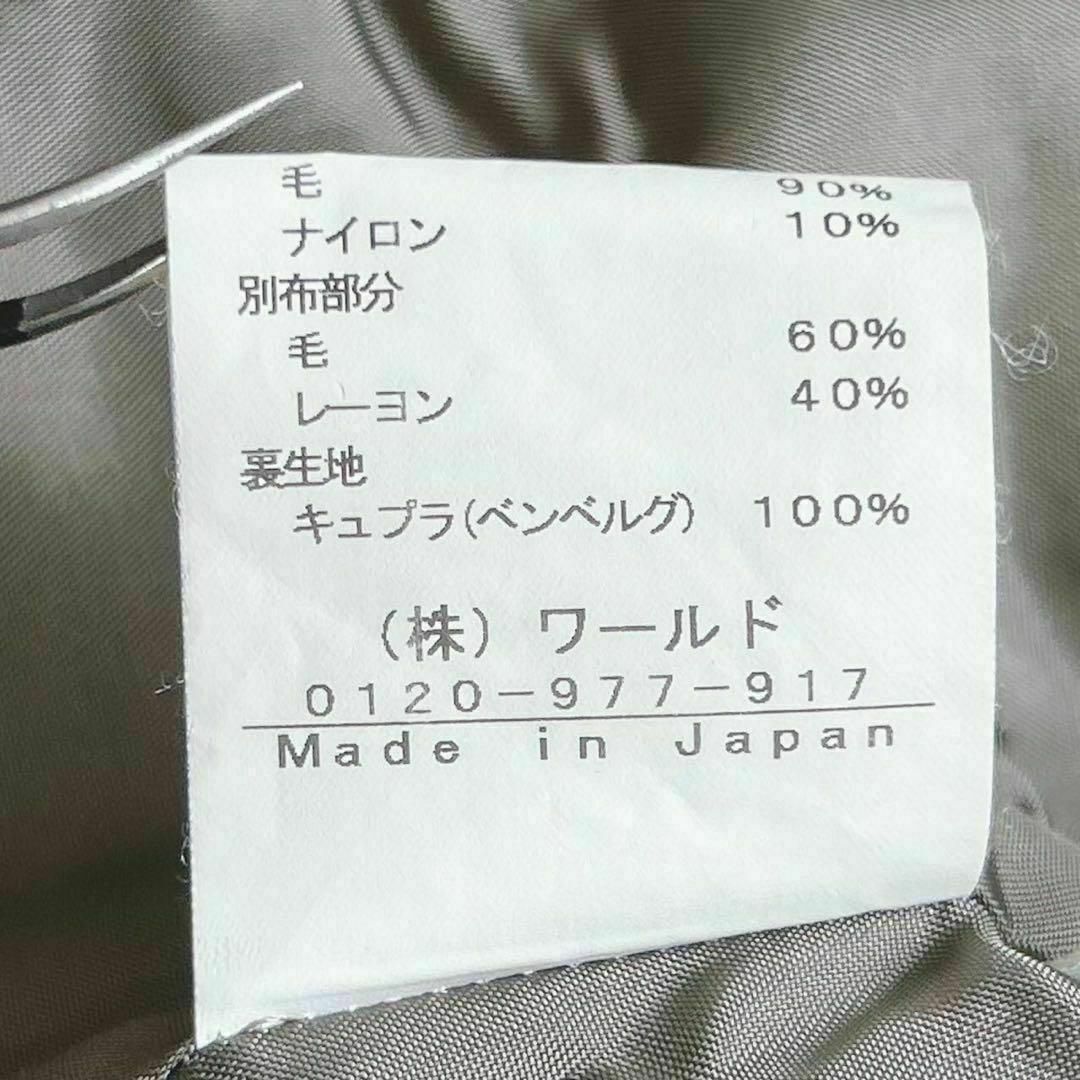 毛 90%
ナイロン 10%
別布部分
毛 60%
レーヨン 40%
裏生地
キュプラ(ベンベルグ) 100%
(株) ワールド
0120-977-917
Made in Japan